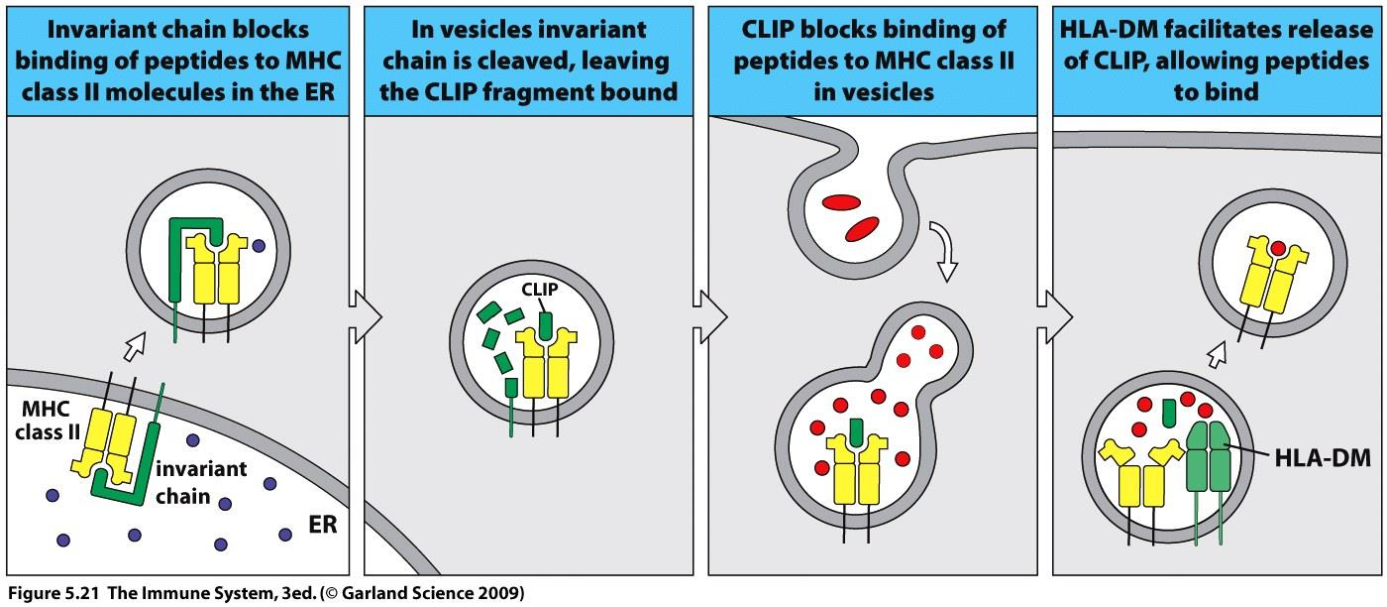 Invariant chain blocks
binding of peptides to MHC
class II molecules in the ER
In vesicles invariant
chain is cleaved, leaving
the CLIP fragment bound
CLIP blocks binding of
peptides to MHC class II
in vesicles
HLA-DM facilitates release
of CLIP, allowing peptides
to bind
MHC
class II
invariant
chain
ER
CLIP
HLA-DM
Figure 5.21 The Immune System, 3ed. (© Garland Science 2009)